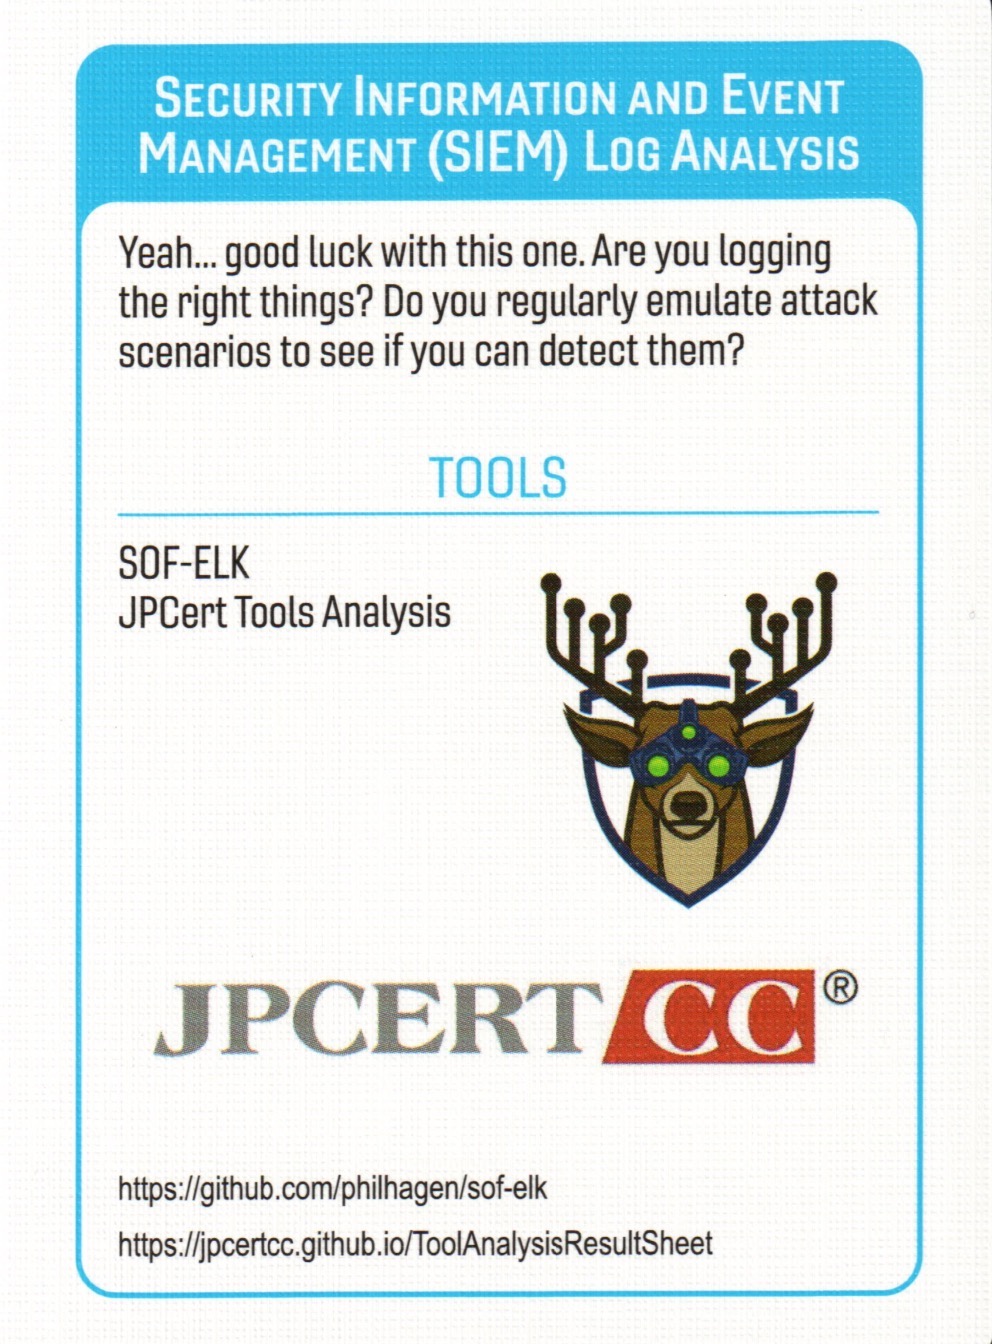 SECURITY INFORMATION AND EVENT
MANAGEMENT (SIEM) LOG ANALYSIS
Yeah... good luck with this one. Are you logging
the right things? Do you regularly emulate attack
scenarios to see if you can detect them?
TOOLS
SOF-ELK
JPCert Tools Analysis
JPCERT CC®
https://github.com/philhagen/sof-elk
https://jpcertcc.github.io/ToolAnalysisResultSheet